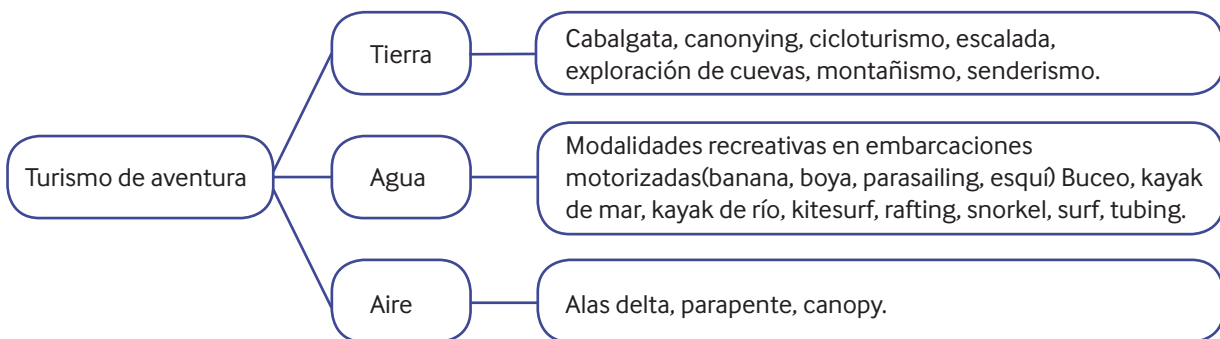 Turismo de aventura
Tierra
Cabalgata, canonying, cicloturismo, escalada,
exploración de cuevas, montañismo, senderismo.
Agua
Modalidades recreativas en embarcaciones
motorizadas(banana, boya, parasailing, esquí) Buceo, kayak
de mar, kayak de río, kitesurf, rafting, snorkel, surf, tubing.
Aire
Alas delta, parapente, canopy.